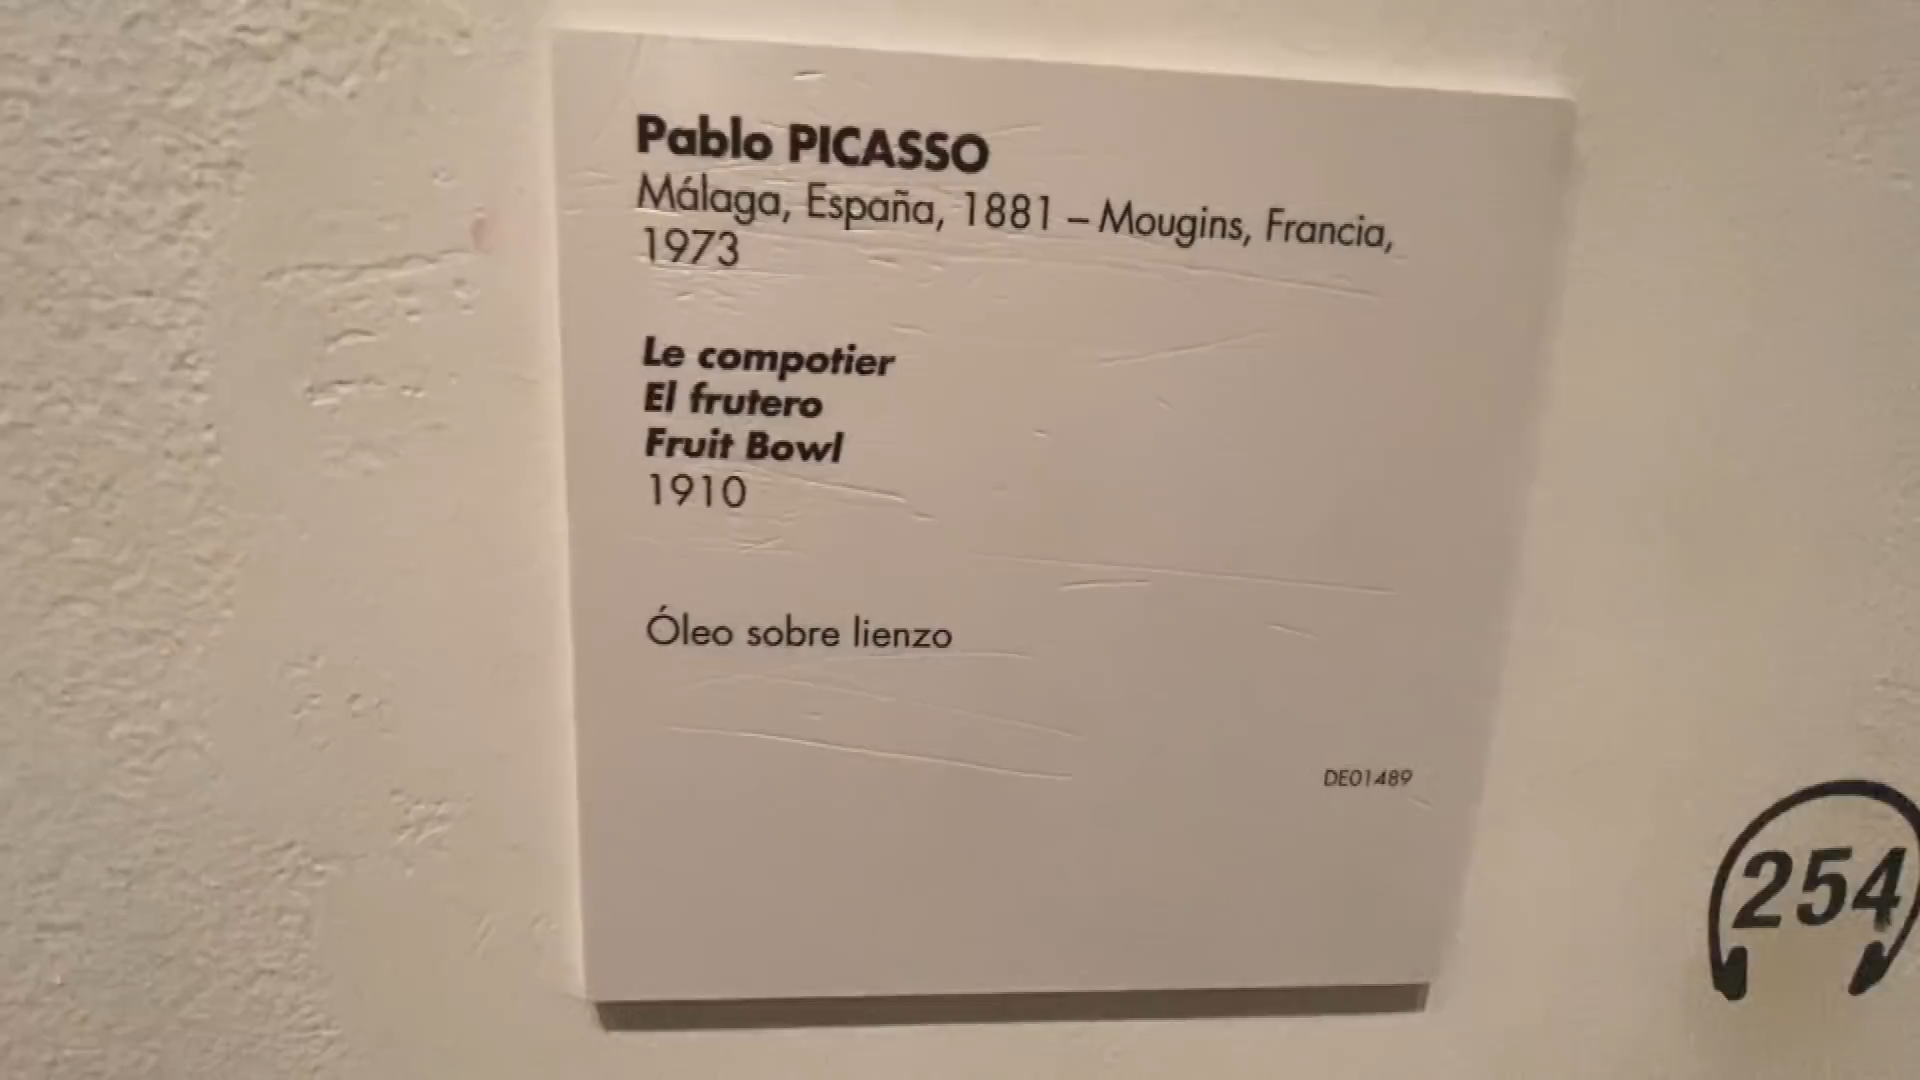 Pablo PICASSO
Málaga, España, 1881 – Mougins, Francia,
1973
Le compotier
El frutero
Fruit Bowl
1910
Óleo sobre lienzo
DE01489
254